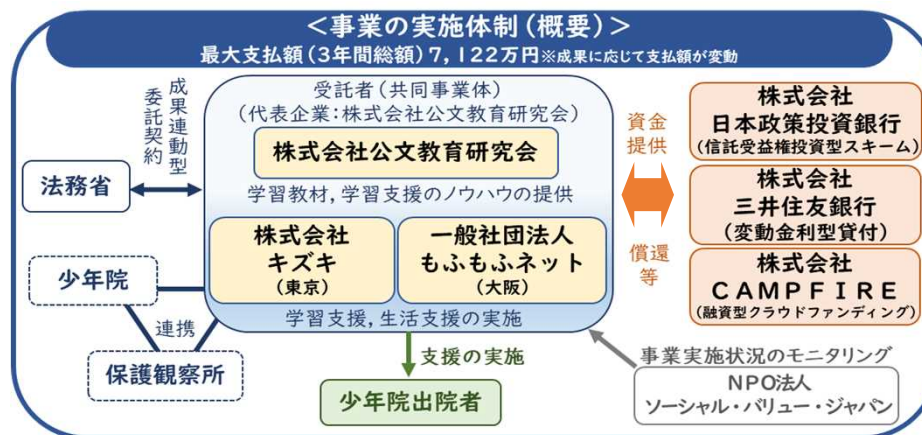 ＜事業の実施体制（概要）＞
最大支払額（3年間総額）7,122万円※成果に応じて支払額が変動
成果連動型
委託契約
法務省
少年院
連携
保護観察所
受託者（共同事業体）
（代表企業：株式会社公文教育研究会）
株式会社公文教育研究会
学習教材,学習支援のノウハウの提供
株式会社
キズキ
（東京）
一般社団法人
もふもふネット
（大阪）
学習支援,生活支援の実施
支援の実施
少年院出院者
資金
提供
償還
等
株式会社
日本政策投資銀行
（信託受益権投資型スキーム）
株式会社
三井住友銀行
（変動金利型貸付）
株式会社
ＣＡＭＰＦＩＲＥ
（融資型クラウドファンディング）
事業実施状況のモニタリング
NPO法人
ソーシャル・バリュー・ジャパン